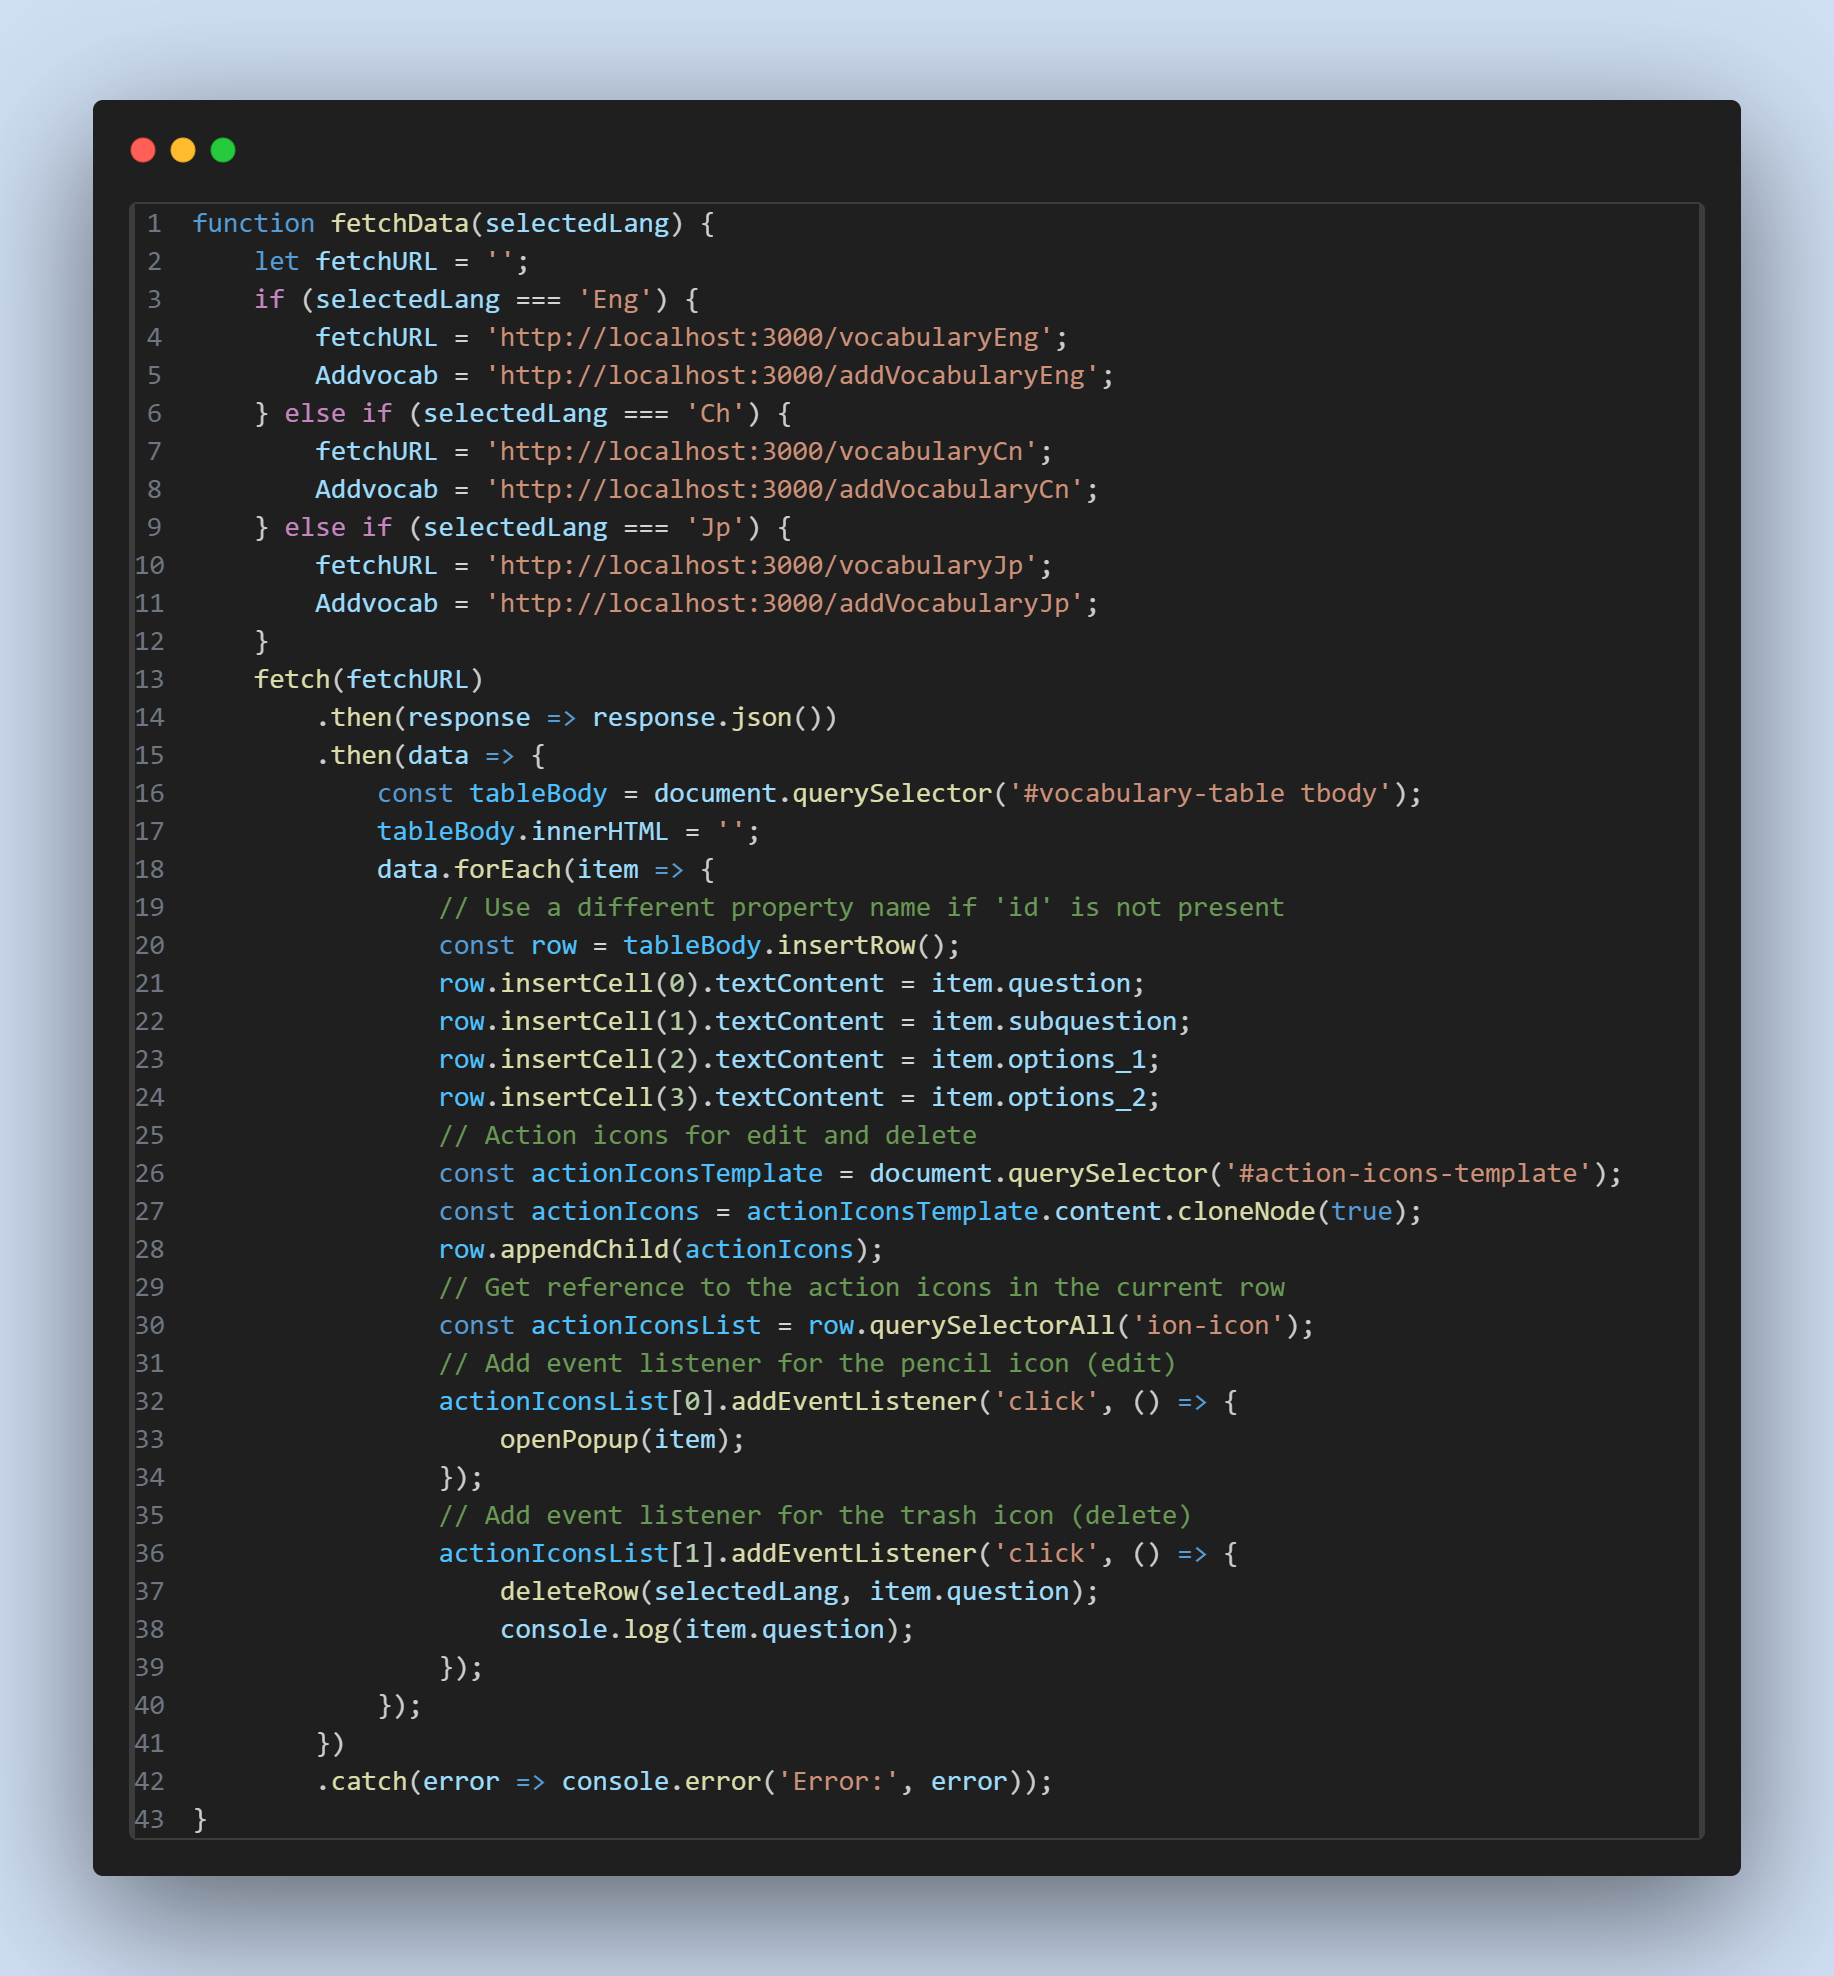 1 function fetchData(selectedLang) {
2     let fetchURL = '';
3     if (selectedLang === 'Eng') {
4         fetchURL = 'http://localhost:3000/vocabularyEng';
5         Addvocab = 'http://localhost:3000/addVocabularyEng';
6     } else if (selectedLang === 'Ch') {
7         fetchURL = 'http://localhost:3000/vocabularyCn';
8         Addvocab = 'http://localhost:3000/addVocabularyCn';
9     } else if (selectedLang === 'Jp') {
10         fetchURL = 'http://localhost:3000/vocabularyJp';
11         Addvocab = 'http://localhost:3000/addVocabularyJp';
12     }
13     fetch(fetchURL)
14         .then(response => response.json())
15         .then(data => {
16             const tableBody = document.querySelector('#vocabulary-table tbody');
17             tableBody.innerHTML = '';
18             data.forEach(item => {
19                 // Use a different property name if 'id' is not present
20                 const row = tableBody.insertRow();
21                 row.insertCell(0).textContent = item.question;
22                 row.insertCell(1).textContent = item.subquestion;
23                 row.insertCell(2).textContent = item.options_1;
24                 row.insertCell(3).textContent = item.options_2;
25                 // Action icons for edit and delete
26                 const actionIconsTemplate = document.querySelector('#action-icons-template');
27                 const actionIcons = actionIconsTemplate.content.cloneNode(true);
28                 row.appendChild(actionIcons);
29                 // Get reference to the action icons in the current row
30                 const actionIconsList = row.querySelectorAll('ion-icon');
31                 // Add event listener for the pencil icon (edit)
32                 actionIconsList[0].addEventListener('click', () => {
33                     openPopup(item);
34                 });
35                 // Add event listener for the trash icon (delete)
36                 actionIconsList[1].addEventListener('click', () => {
37                     deleteRow(selectedLang, item.question);
38                     console.log(item.question);
39                 });
40             });
41         })
42         .catch(error => console.error('Error:', error));
43 }